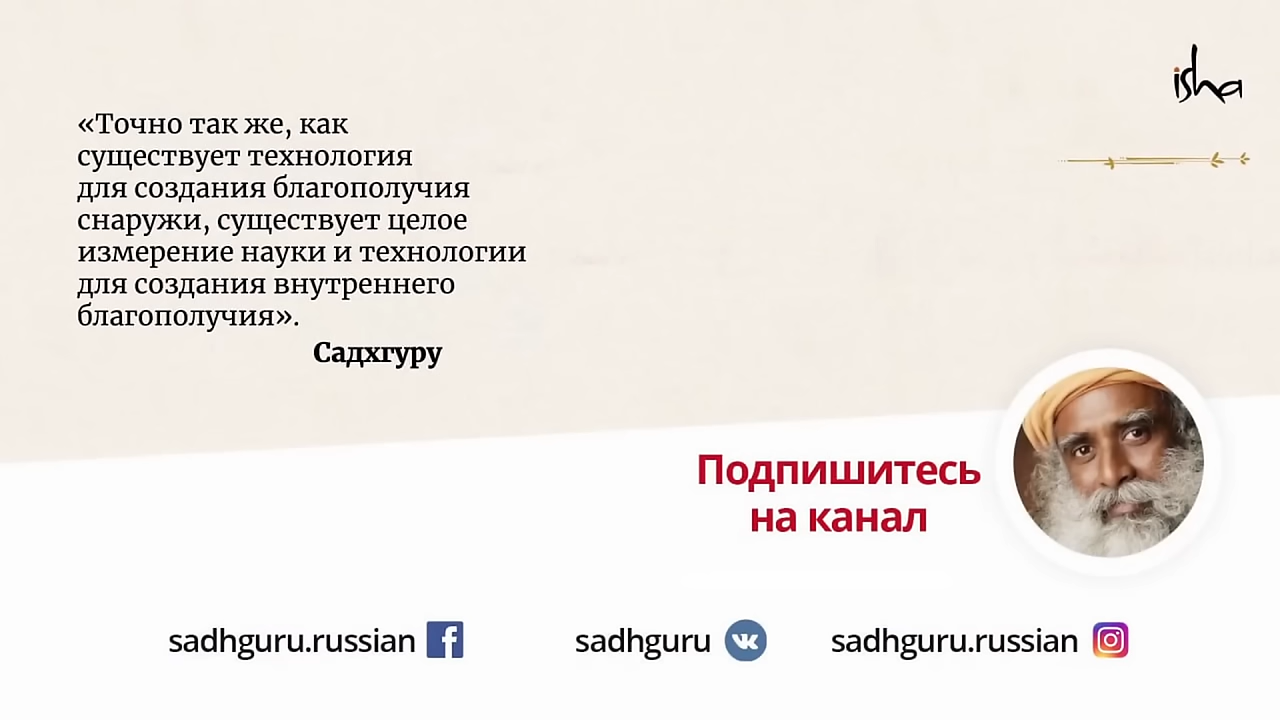 isha
«Точно так же, как
существует технология
для создания благополучия
снаружи, существует целое
измерение науки и технологии
для создания внутреннего
благополучия».
Садхгуру
Подпишитесь
на канал
sadhguru.russian
sadhguru
sadhguru.russian